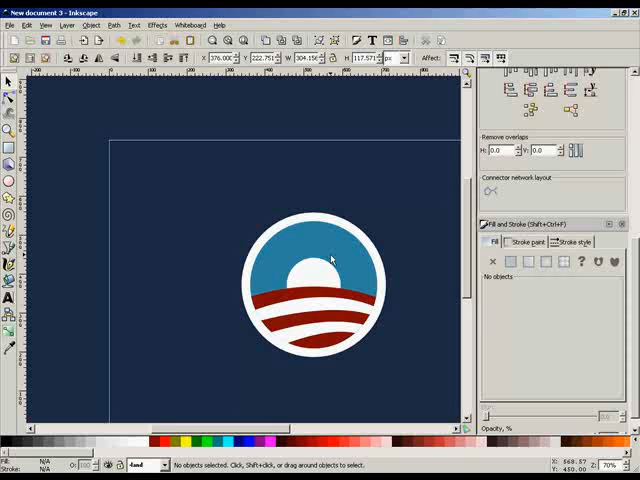 New document 3 - Inkscape
File Edit View Layer Object Path Text Effects Whiteboard Help
X 376.000 Y 222.751 W 304.156 H 117.571 px Affect:
Remove overlaps
H: 0.0 V: 0.0
Connector network layout
Fill and Stroke (Shift+Ctrl+F)
Fill Stroke paint Stroke style
No objects
0.0
Opacity, %
Fill: N/A
Stroke: N/A
O: 100
No objects selected. Click, Shift+click, or drag around objects to select.
X: 568.57
Y: 450.00
Z: 70%